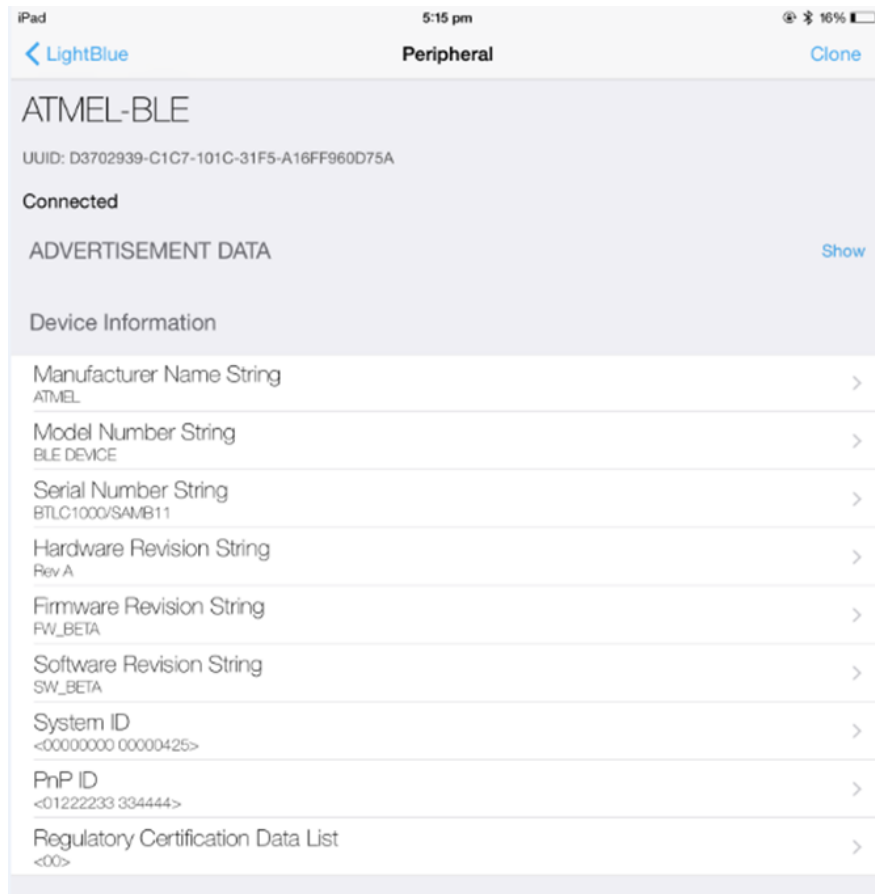 iPad 5:15 pm 16%
LightBlue Peripheral Clone
ATMEL-BLE
UUID: D3702939-C1C7-101C-31F5-A16FF960D75A
Connected
ADVERTISEMENT DATA Show
Device Information
Manufacturer Name String
ATMEL
Model Number String
BLE DEVICE
Serial Number String
BTLC1000/SAMB11
Hardware Revision String
Rev A
Firmware Revision String
FW_BETA
Software Revision String
SW_BETA
System ID
<00000000 00000425>
PnP ID
<01222233 334444>
Regulatory Certification Data List
<00>